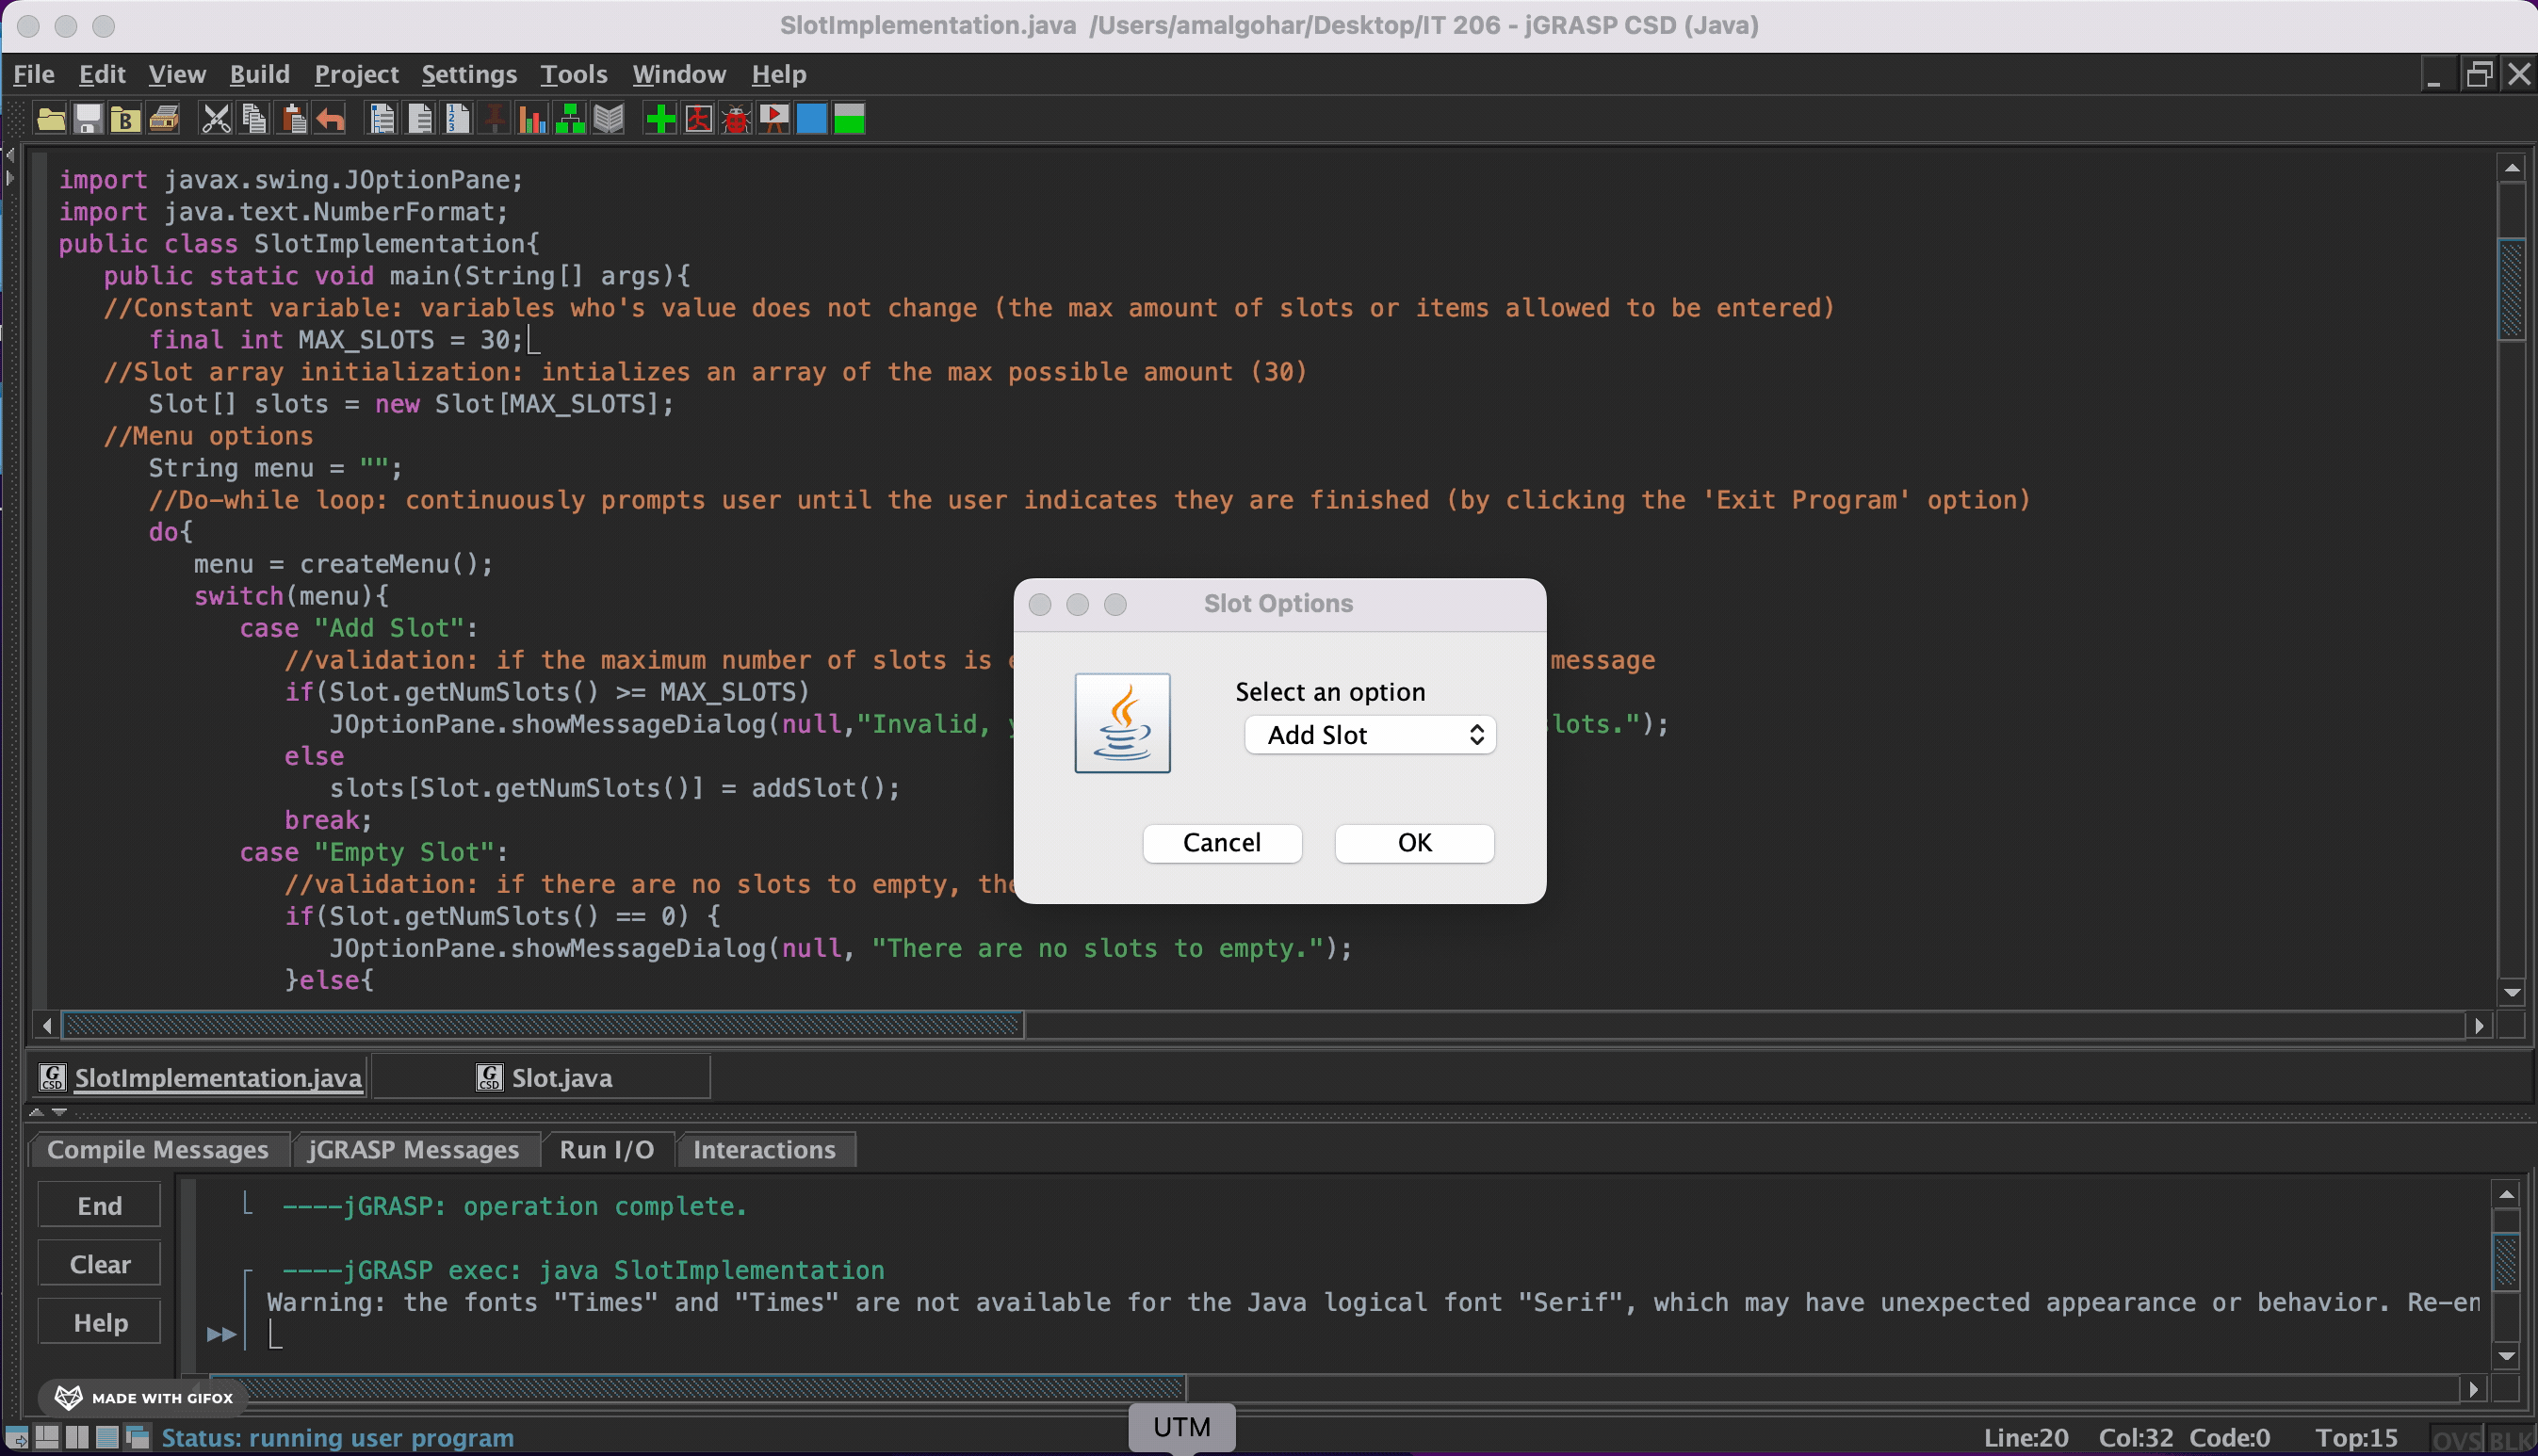 SlotImplementation.java /Users/amalgohar/Desktop/IT 206 - jGRASP CSD (Java)
File Edit View Build Project Settings Tools Window Help
import javax.swing.JOptionPane;
import java.text.NumberFormat;
public class SlotImplementation{
public static void main(String[] args){
//Constant variable: variables who's value does not change (the max amount of slots or items allowed to be entered)
final int MAX_SLOTS = 30;
//Slot array initialization: intializes an array of the max possible amount (30)
Slot[] slots = new Slot[MAX_SLOTS];
//Menu options
String menu = "";
//Do-while loop: continuously prompts user until the user indicates they are finished (by clicking the 'Exit Program' option)
do{
menu = createMenu();
switch(menu){
case "Add Slot":
//validation: if the maximum number of slots is message
if(Slot.getNumSlots() >= MAX_SLOTS)
JOptionPane.showMessageDialog(null,"Invalid, lots.");
else
slots[Slot.getNumSlots()] = addSlot();
break;
case "Empty Slot":
//validation: if there are no slots to empty,
if(Slot.getNumSlots() == 0) {
JOptionPane.showMessageDialog(null, "There are no slots to empty.");
}else{
Slot Options
Select an option
Add Slot
Cancel OK
G CSD SlotImplementation.java G CSD Slot.java
Compile Messages jGRASP Messages Run I/O Interactions
End
Clear
Help
----jGRASP: operation complete.
----jGRASP exec: java SlotImplementation
Warning: the fonts "Times" and "Times" are not available for the Java logical font "Serif", which may have unexpected appearance or behavior. Re-en
MADE WITH GIFOX
UTM
Status: running user program
Line:20 Col:32 Code:0 Top:15 OVS BLK